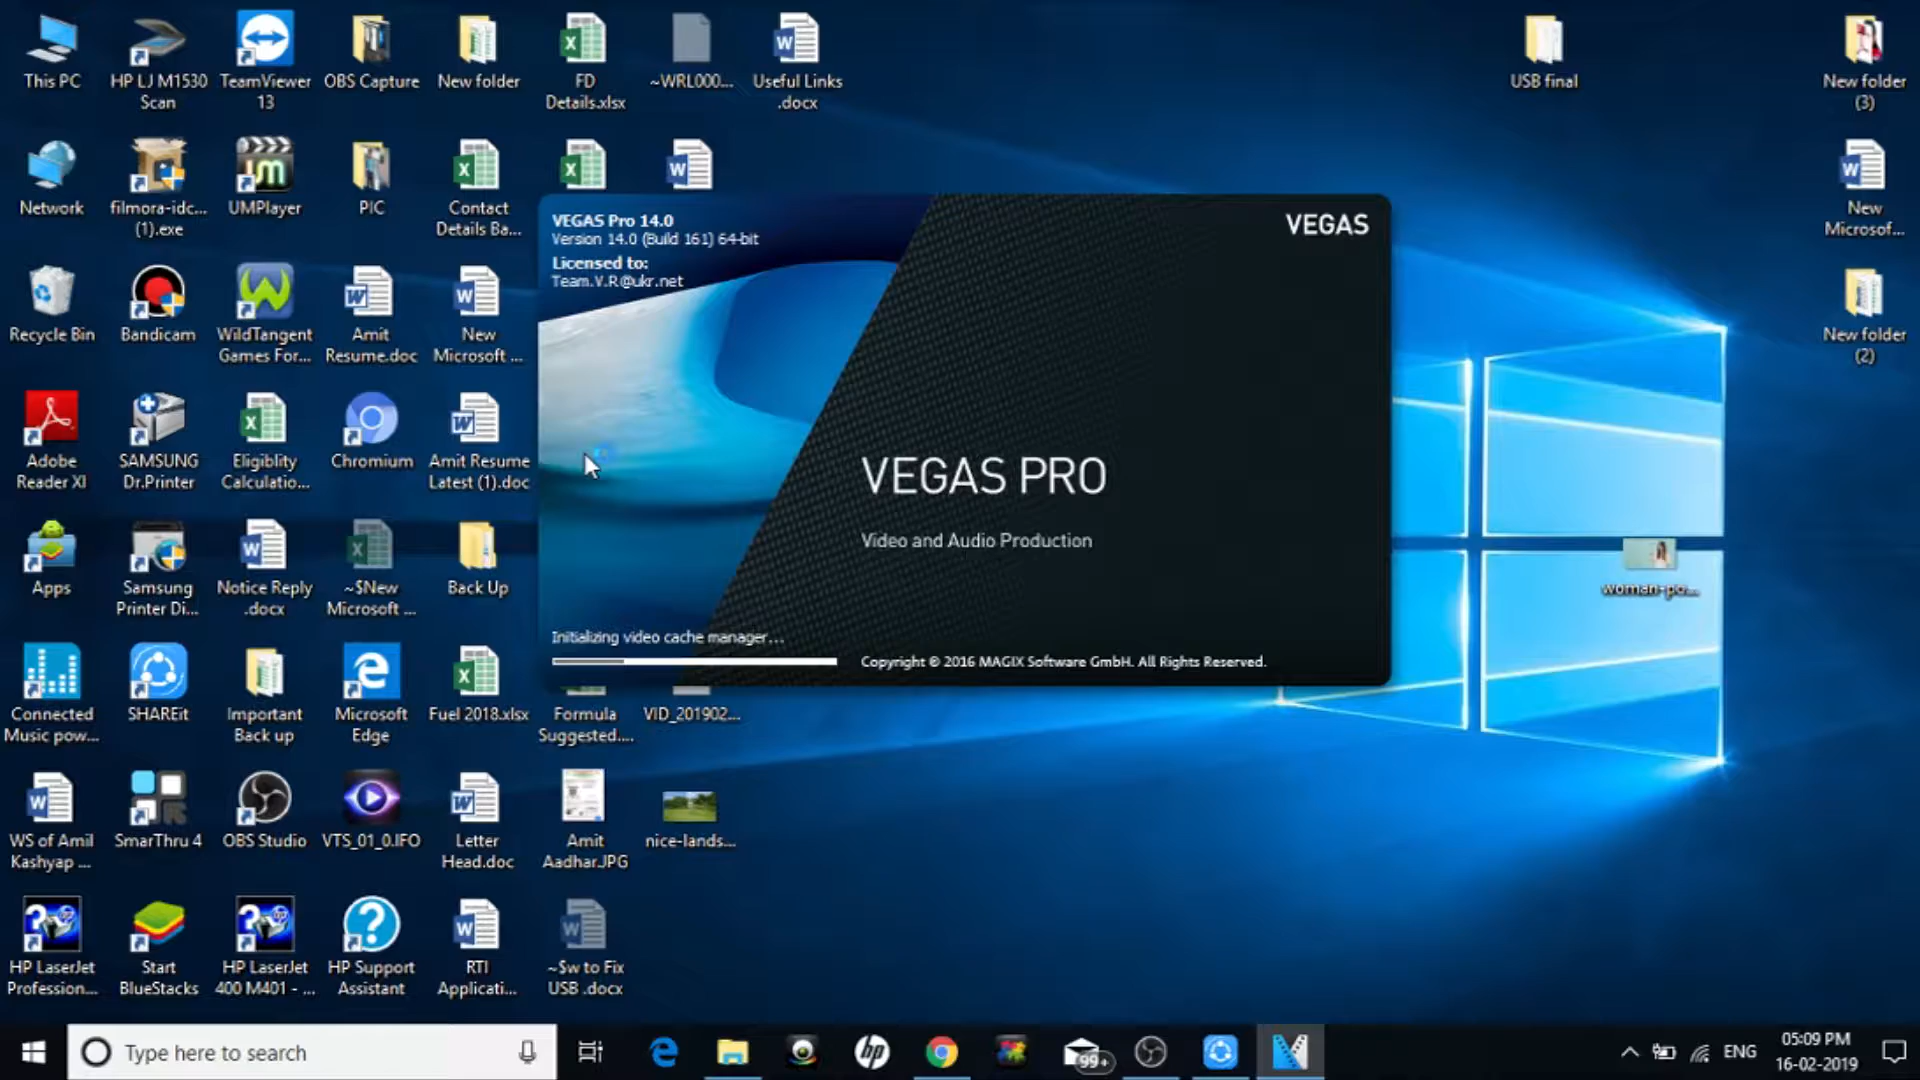 This PC
HP LJ M1530
Scan
TeamViewer
13
OBS Capture
New folder
FD
Details.xlsx
~WRL000...
Useful Links
.docx
USB final
New folder
(3)
Network
filmora-idc...
(1).exe
UMPlayer
PIC
Contact
Details Ba...
New
Microsof...
VEGAS Pro 14.0
Version 14.0 (Build 161) 64-bit
Licensed to:
Team.V.R@ukr.net
VEGAS
Recycle Bin
Bandicam
WildTangent
Games For...
Amit
Resume.doc
New
Microsoft ...
New folder
(2)
Adobe
Reader XI
SAMSUNG
Dr.Printer
Eligiblity
Calculatio...
Chromium
Amit Resume
Latest (1).doc
VEGAS PRO
Video and Audio Production
Apps
Samsung
Printer Di...
Notice Reply
.docx
~$New
Microsoft ...
Back Up
woman-po...
Initializing video cache manager...
Copyright © 2016 MAGIX Software GmbH. All Rights Reserved.
Connected
Music pow...
SHAREit
Important
Back up
Microsoft
Edge
Fuel 2018.xlsx
Formula
Suggested....
VID_201902...
WS of Amil
Kashyap ...
SmarThru 4
OBS Studio
VTS_01_0.IFO
Letter
Head.doc
Amit
Aadhar.JPG
nice-lands...
HP LaserJet
Profession...
Start
BlueStacks
HP LaserJet
400 M401 - ...
HP Support
Assistant
RTI
Applicati...
~$w to Fix
USB .docx
Type here to search
99+
ENG
05:09 PM
16-02-2019